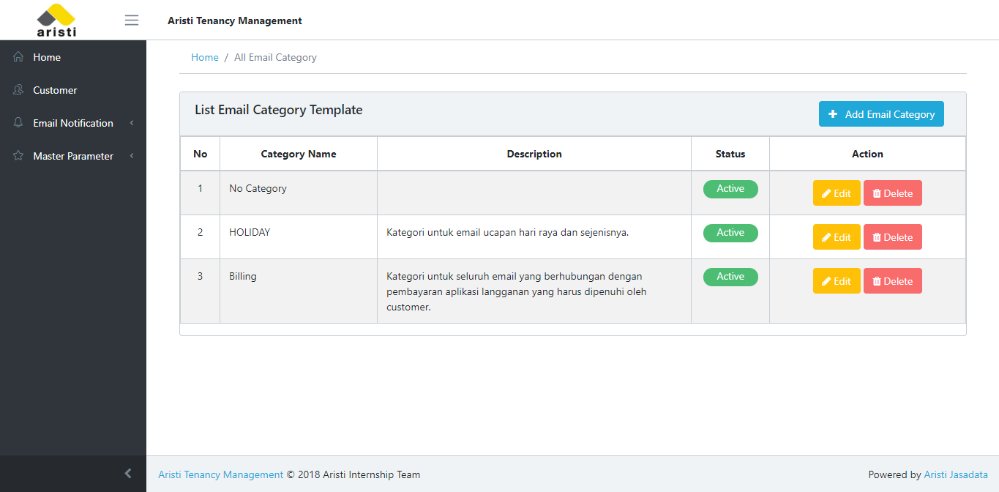 aristi
Aristi Tenancy Management
Home
Customer
Email Notification
Master Parameter
Home / All Email Category
List Email Category Template
Add Email Category
No Category Name Description Status Action
1 No Category Active Edit Delete
2 HOLIDAY Kategori untuk email ucapan hari raya dan sejenisnya. Active Edit Delete
3 Billing Kategori untuk seluruh email yang berhubungan dengan Active Edit Delete
pembayaran aplikasi langganan yang harus dipenuhi oleh
customer.
Aristi Tenancy Management © 2018 Aristi Internship Team
Powered by Aristi Jasadata